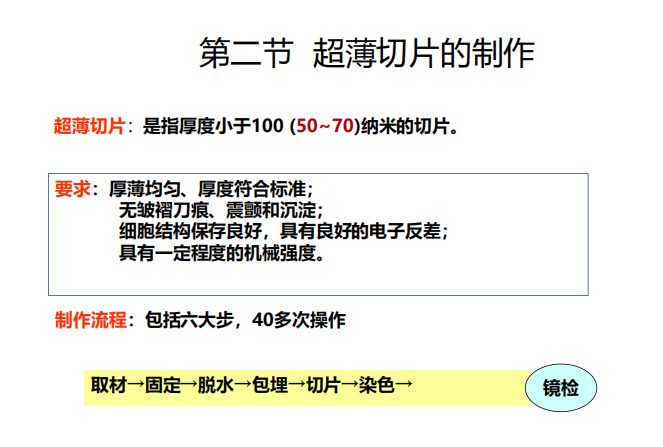 第二节 超薄切片的制作
超薄切片：是指厚度小于100 (50~70)纳米的切片。
要求：厚薄均匀、厚度符合标准；
无皱褶刀痕、震颤和沉淀；
细胞结构保存良好，具有良好的电子反差；
具有一定程度的机械强度。
制作流程：包括六大步，40多次操作
取材→固定→脱水→包埋→切片→染色→
镜检